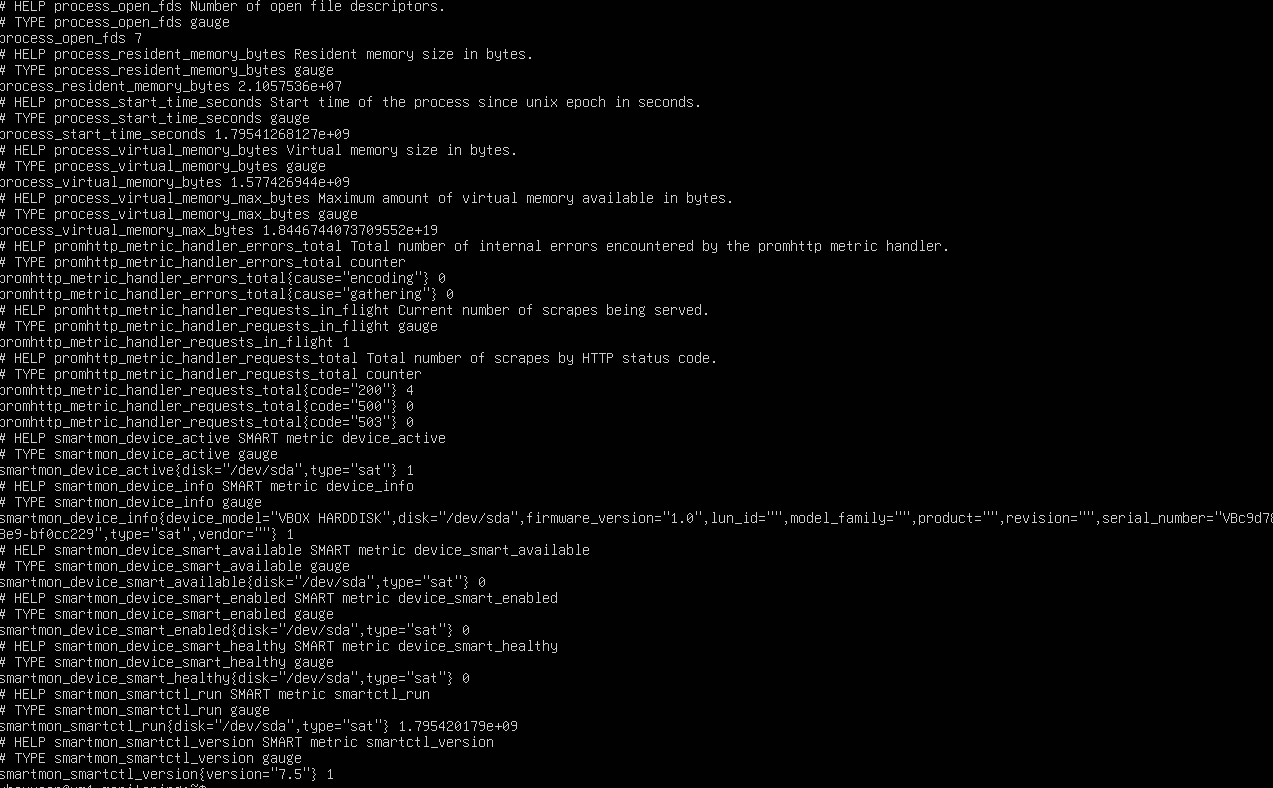 # HELP process_open_fds Number of open file descriptors.
# TYPE process_open_fds gauge
process_open_fds 7
# HELP process_resident_memory_bytes Resident memory size in bytes.
# TYPE process_resident_memory_bytes gauge
process_resident_memory_bytes 2.1057536e+07
# HELP process_start_time_seconds Start time of the process since unix epoch in seconds.
# TYPE process_start_time_seconds gauge
process_start_time_seconds 1.79541268127e+09
# HELP process_virtual_memory_bytes Virtual memory size in bytes.
# TYPE process_virtual_memory_bytes gauge
process_virtual_memory_bytes 1.577426944e+09
# HELP process_virtual_memory_max_bytes Maximum amount of virtual memory available in bytes.
# TYPE process_virtual_memory_max_bytes gauge
process_virtual_memory_max_bytes 1.8446744073709552e+19
# HELP promhttp_metric_handler_errors_total Total number of internal errors encountered by the promhttp metric handler.
# TYPE promhttp_metric_handler_errors_total counter
promhttp_metric_handler_errors_total{cause="encoding"} 0
promhttp_metric_handler_errors_total{cause="gathering"} 0
# HELP promhttp_metric_handler_requests_in_flight Current number of scrapes being served.
# TYPE promhttp_metric_handler_requests_in_flight gauge
promhttp_metric_handler_requests_in_flight 1
# HELP promhttp_metric_handler_requests_total Total number of scrapes by HTTP status code.
# TYPE promhttp_metric_handler_requests_total counter
promhttp_metric_handler_requests_total{code="200"} 4
promhttp_metric_handler_requests_total{code="500"} 0
promhttp_metric_handler_requests_total{code="503"} 0
# HELP smartmon_device_active SMART metric device_active
# TYPE smartmon_device_active gauge
smartmon_device_active{disk="/dev/sda",type="sat"} 1
# HELP smartmon_device_info SMART metric device_info
# TYPE smartmon_device_info gauge
smartmon_device_info{device_model="VBOX HARDDISK",disk="/dev/sda",firmware_version="1.0",lun_id="",model_family="",product="",revision="",serial_number="VBc9d78
8e9-bf0cc229",type="sat",vendor=""} 1
# HELP smartmon_device_smart_available SMART metric device_smart_available
# TYPE smartmon_device_smart_available gauge
smartmon_device_smart_available{disk="/dev/sda",type="sat"} 0
# HELP smartmon_device_smart_enabled SMART metric device_smart_enabled
# TYPE smartmon_device_smart_enabled gauge
smartmon_device_smart_enabled{disk="/dev/sda",type="sat"} 0
# HELP smartmon_device_smart_healthy SMART metric device_smart_healthy
# TYPE smartmon_device_smart_healthy gauge
smartmon_device_smart_healthy{disk="/dev/sda",type="sat"} 0
# HELP smartmon_smartctl_run SMART metric smartctl_run
# TYPE smartmon_smartctl_run gauge
smartmon_smartctl_run{disk="/dev/sda",type="sat"} 1.795420179e+09
# HELP smartmon_smartctl_version SMART metric smartctl_version
# TYPE smartmon_smartctl_version gauge
smartmon_smartctl_version{version="7.5"} 1